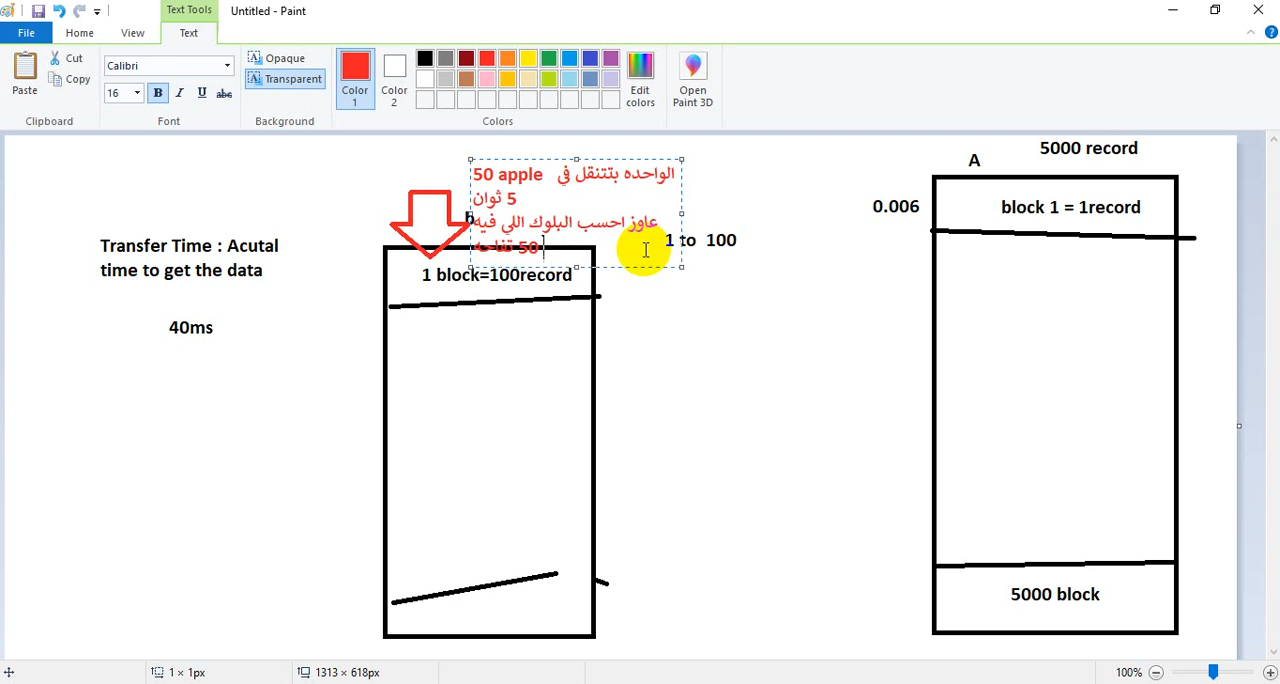 Text Tools
Untitled - Paint
File
Home
View
Text
Paste
Cut
Copy
Clipboard
Calibri
16
B I U abc
Font
Opaque
Transparent
Background
Color 1
Color 2
Edit colors
Colors
Open Paint 3D
50 apple الواحده بتتنقل في
5 ثوان
عاوز احسب البلوك اللي فيه
50 تفاحه
b
1 to 100
1 block=100record
Transfer Time : Acutal
time to get the data
40ms
5000 record
A
0.006
block 1 = 1record
5000 block
1 × 1px
1313 × 618px
100%